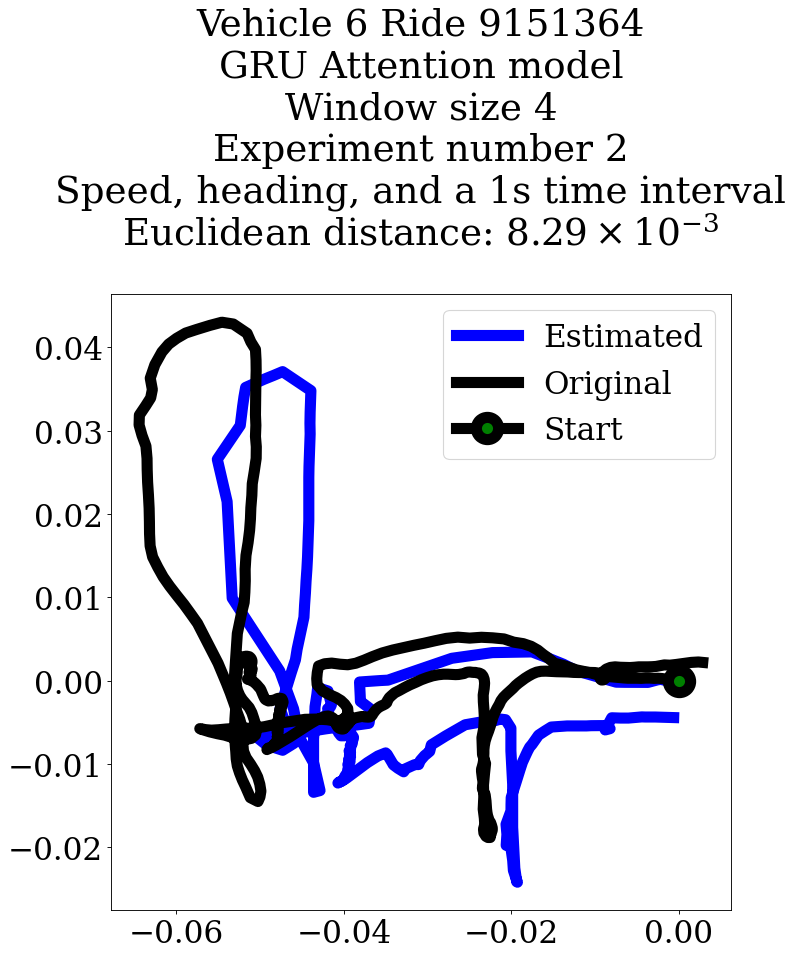 Vehicle 6 Ride 9151364
GRU Attention model
Window size 4
Experiment number 2
Speed, heading, and a 1s time interval
Euclidean distance: 8.29 × 10⁻³
Estimated
Original
Start
0.04
0.03
0.02
0.01
0.00
−0.01
−0.02
−0.06 −0.04 −0.02 0.00